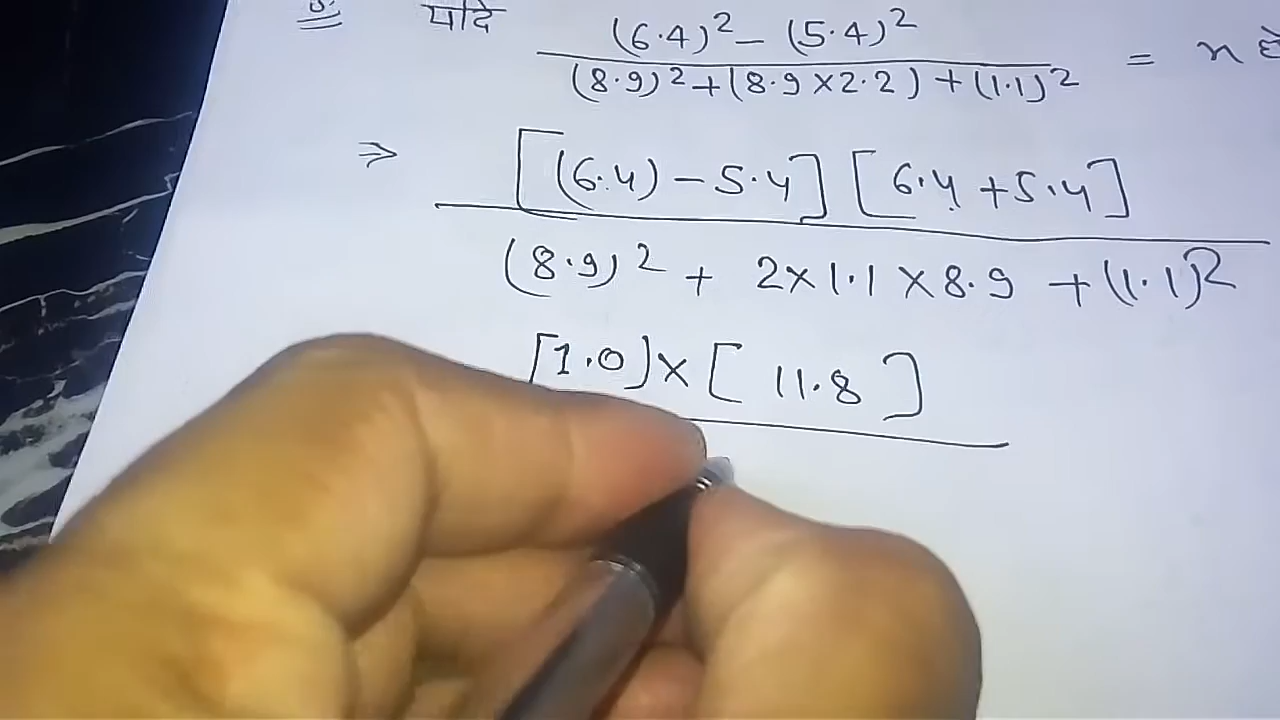 यदि (6.4)² - (5.4)² / (8.9)²+(8.9×2.2)+(1.1)² = n
⇒ [(6.4)-5.4] [6.4+5.4] / (8.9)² + 2×1.1×8.9 +(1.1)²
[1.0]×[11.8]